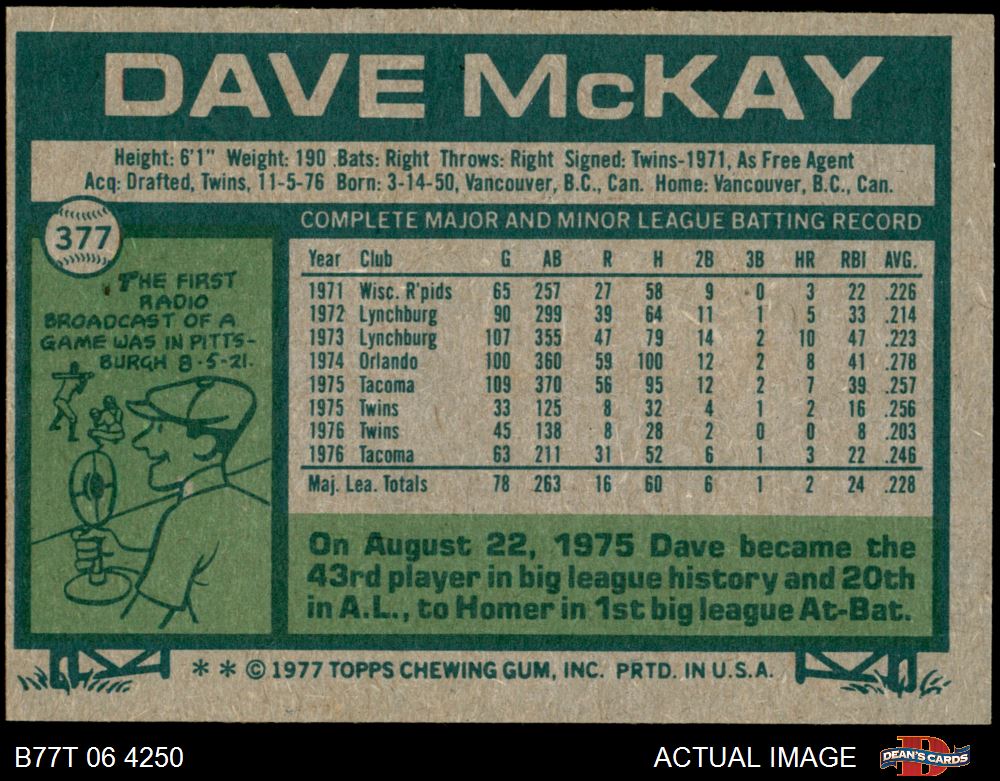 DAVE McKAY
Height: 6'1" Weight: 190 Bats: Right Throws: Right Signed: Twins-1971, As Free Agent
Acq: Drafted, Twins, 11-5-76 Born: 3-14-50, Vancouver, B.C., Can. Home: Vancouver, B.C., Can.
377
THE FIRST
RADIO
BROADCAST OF A
GAME WAS IN PITTS-
BURGH 8-5-21.
COMPLETE MAJOR AND MINOR LEAGUE BATTING RECORD
Year Club G AB R H 2B 3B HR RBI AVG.
1971 Wisc. R'pids 65 257 27 58 9 0 3 22 .226
1972 Lynchburg 90 299 39 64 11 1 5 33 .214
1973 Lynchburg 107 355 47 79 14 2 10 47 .223
1974 Orlando 100 360 59 100 12 2 8 41 .278
1975 Tacoma 109 370 56 95 12 2 7 39 .257
1975 Twins 33 125 8 32 4 1 2 16 .256
1976 Twins 45 138 8 28 2 0 0 8 .203
1976 Tacoma 63 211 31 52 6 1 3 22 .246
Maj. Lea. Totals 78 263 16 60 6 1 2 24 .228
On August 22, 1975 Dave became the
43rd player in big league history and 20th
in A.L., to Homer in 1st big league At-Bat.
* * © 1977 TOPPS CHEWING GUM, INC. PRTD. IN U.S.A.
B77T 06 4250
ACTUAL IMAGE
DEAN'S CARDS